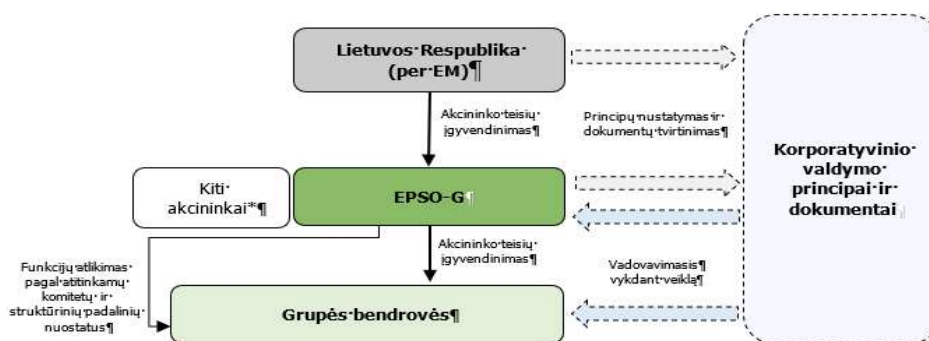 Lietuvos·Respublika·
(per·EM)¶
Akcininko·teisių·
įgyvendinimas¶
Principų·nustatymas·ir·
dokumentų·tvirtinimas¶
Korporatyvinio·
valdymo·
principai·ir·
dokumentai¶
Kiti·
akcininkai*¶
EPSO-G¶
Akcininko·teisių·
įgyvendinimas¶
Funkcijų·atlikimas·
pagal·atitinkamų·
komitetų·ir·
struktūrinių·padalinių·
nuostatus¶
Vadovavimasis¶
vykdant·veiklą¶
Grupės·bendrovės¶